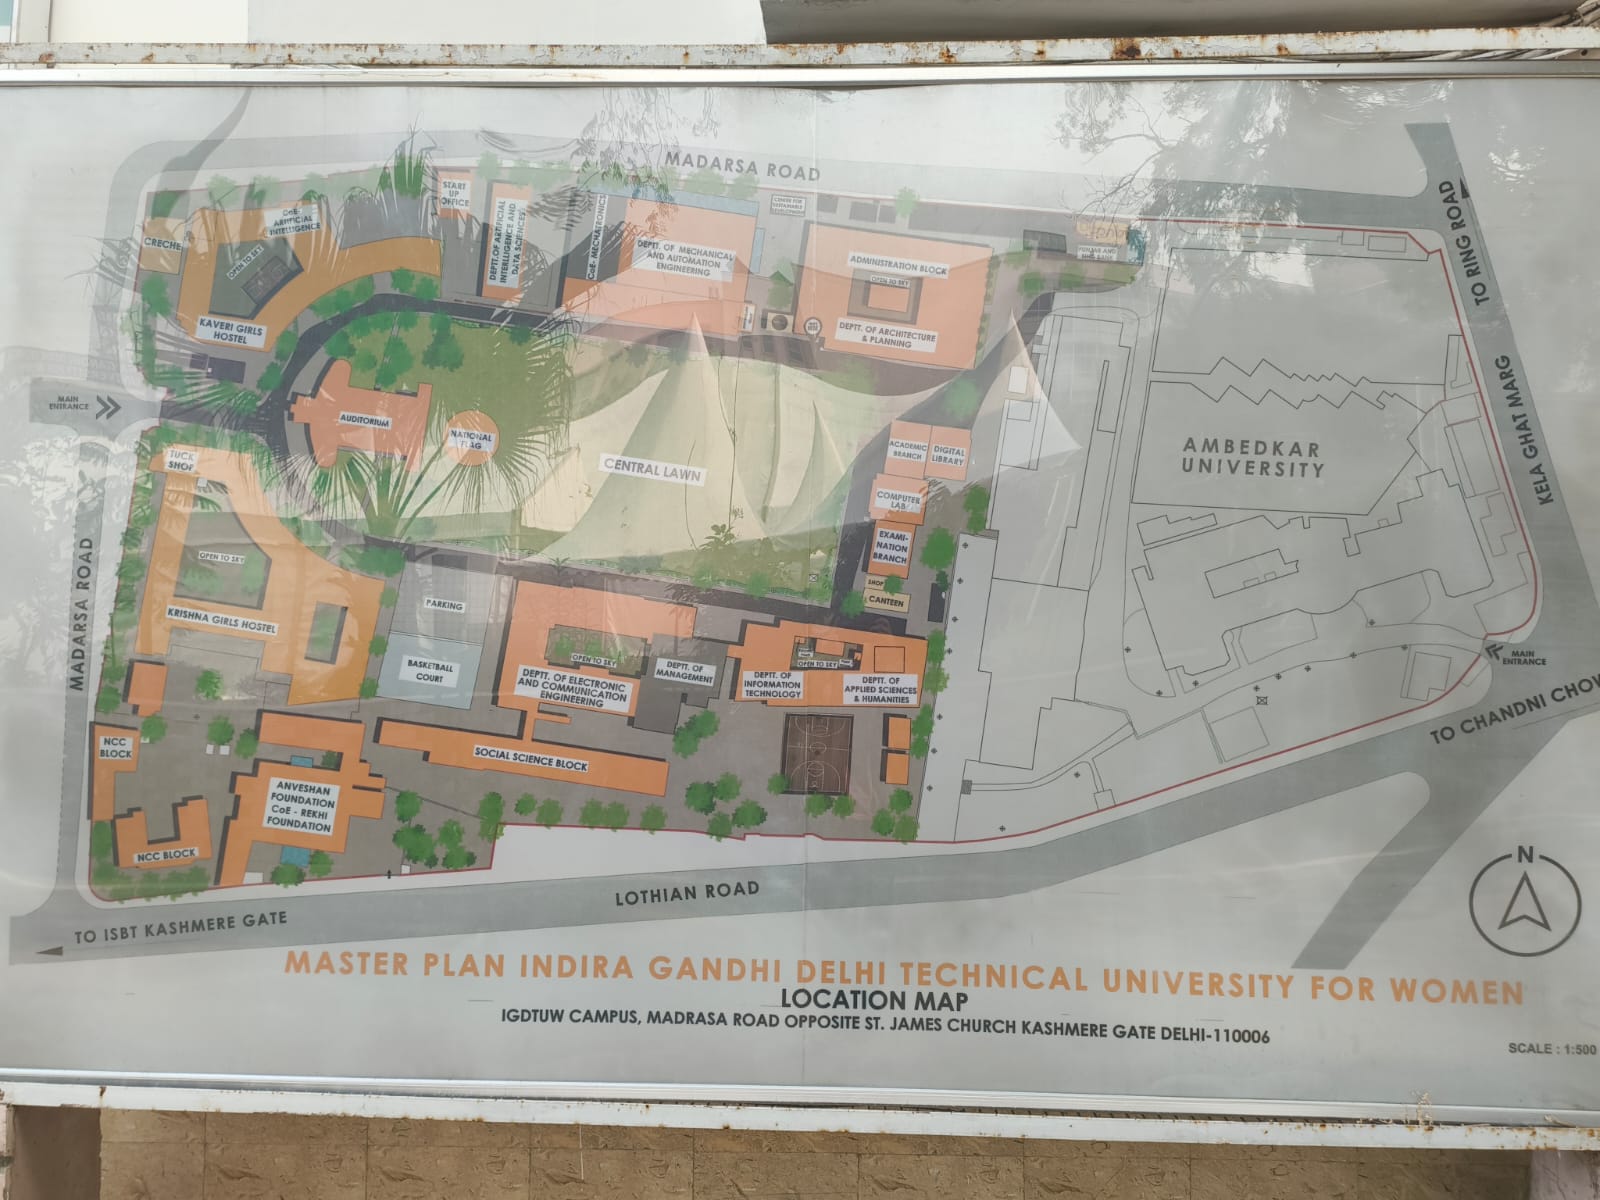 MADARSA ROAD
START
UP
OFFICE
DEPTT. OF ARTIFICIAL
INTELLIGENCE AND
DATA SCIENCES
CoE- MECHATRONICS
DEPTT. OF MECHANICAL
AND AUTOMATION
ENGINEERING
CENTRE FOR
SUSTAINABLE
DEVELOPMENT
ADMINISTRATION BLOCK
OPEN TO SKY
DEPTT. OF ARCHITECTURE
& PLANNING
PUNJAB AND
BANK
TO RING ROAD
CoE-
ARTIFICIAL
INTELLIGENCE
CRECHE
OPEN TO SKY
KAVERI GIRLS
HOSTEL
MAIN
ENTRANCE
AUDITORIUM
NATIONAL
FLAG
CENTRAL LAWN
ACADEMIC
BRANCH
DIGITAL
LIBRARY
COMPUTER
LAB
EXAMI-
NATION
BRANCH
SHOP
CANTEEN
AMBEDKAR
UNIVERSITY
KELA GHAT MARG
TUCK
SHOP
OPEN TO SKY
KRISHNA GIRLS HOSTEL
MADARSA ROAD
PARKING
BASKETBALL
COURT
OPEN TO SKY
DEPTT. OF ELECTRONIC
AND COMMUNICATION
ENGINEERING
DEPTT. OF
MANAGEMENT
OPEN TO SKY
DEPTT. OF
INFORMATION
TECHNOLOGY
DEPTT. OF
APPLIED SCIENCES
& HUMANITIES
MAIN
ENTRANCE
TO CHANDNI CHOW
NCC
BLOCK
SOCIAL SCIENCE BLOCK
ANVESHAN
FOUNDATION
CoE - REKHI
FOUNDATION
NCC BLOCK
LOTHIAN ROAD
TO ISBT KASHMERE GATE
N
MASTER PLAN INDIRA GANDHI DELHI TECHNICAL UNIVERSITY FOR WOMEN
LOCATION MAP
IGDTUW CAMPUS, MADRASA ROAD OPPOSITE ST. JAMES CHURCH KASHMERE GATE DELHI-110006
SCALE : 1:500